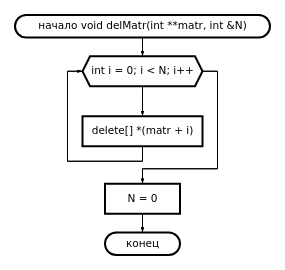 начало void delMatr(int **matr, int &N)
int i = 0; i < N; i++
delete[] *(matr + i)
N = 0
конец